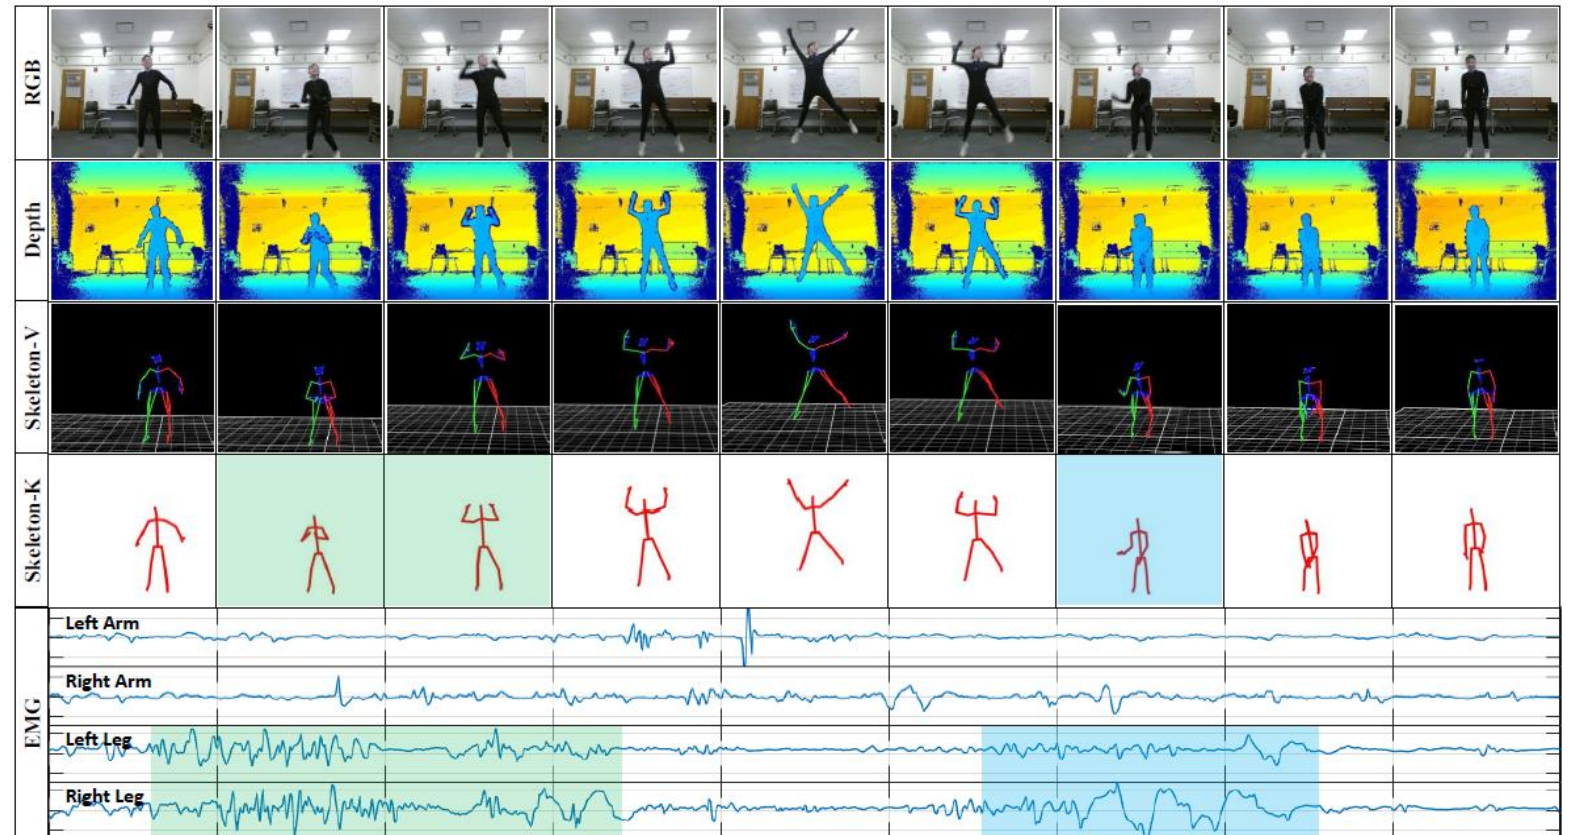 RGB
Depth
Skeleton-V
Skeleton-K
EMG
Left Arm
Right Arm
Left Leg
Right Leg